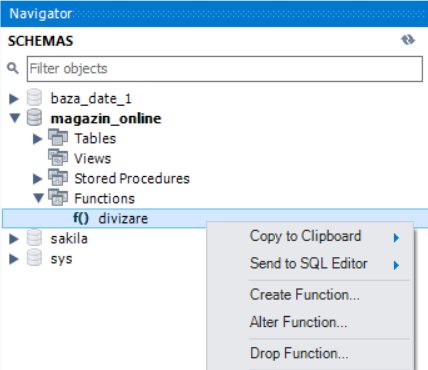 Navigator
SCHEMAS
Filter objects
baza_date_1
magazin_online
Tables
Views
Stored Procedures
Functions
f() divizare
sakila
sys
Copy to Clipboard
Send to SQL Editor
Create Function...
Alter Function...
Drop Function...